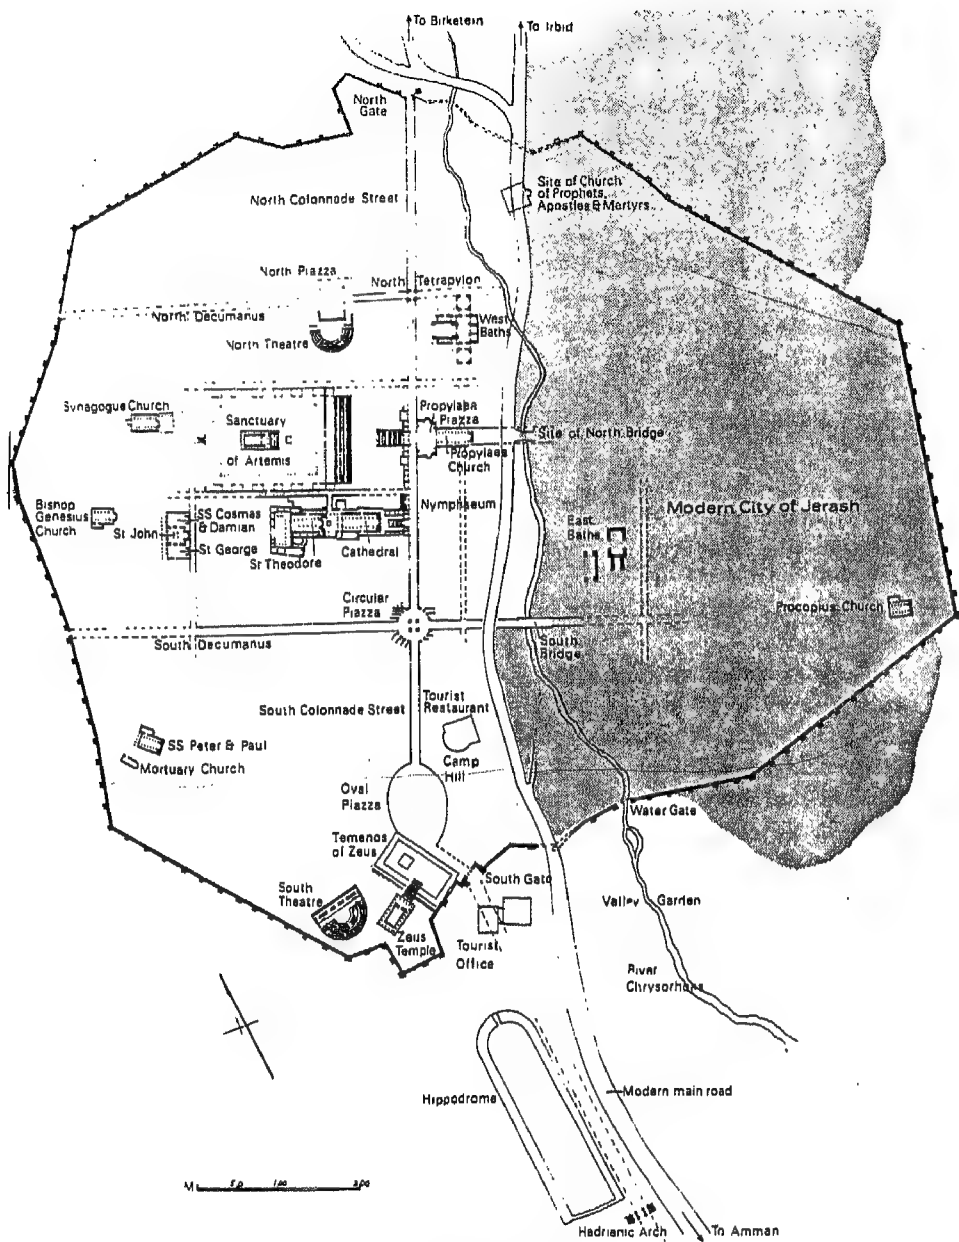 To Birketein
To Irbid
North
Gate
Site of Church
of Prophets,
Apostles & Martyrs
North Colonnade Street
North Piazza
North Tetrapylon
North Decumanus
West
Baths
North Theatre
Synagogue Church
Propylaea
Piazza
Sanctuary
of Artemis
C
Site of North Bridge
Propylaea
Church
Bishop
Genesius
Church
SS Cosmas
& Damian
Nymphaeum
Modern City of Jerash
St John
East
Baths
St George
Cathedral
St Theodore
Circular
Piazza
Procopius Church
South Decumanus
South
Bridge
South Colonnade Street
Tourist
Restaurant
SS Peter & Paul
Mortuary Church
Camp
Hill
Oval
Piazza
Water Gate
Temenos
of Zeus
South
Theatre
South Gate
Valley Garden
Zeus
Temple
Tourist
Office
River
Chrysorhoas
Hippodrome
Modern main road
M 50 100 200
Hadrianic Arch
To Amman